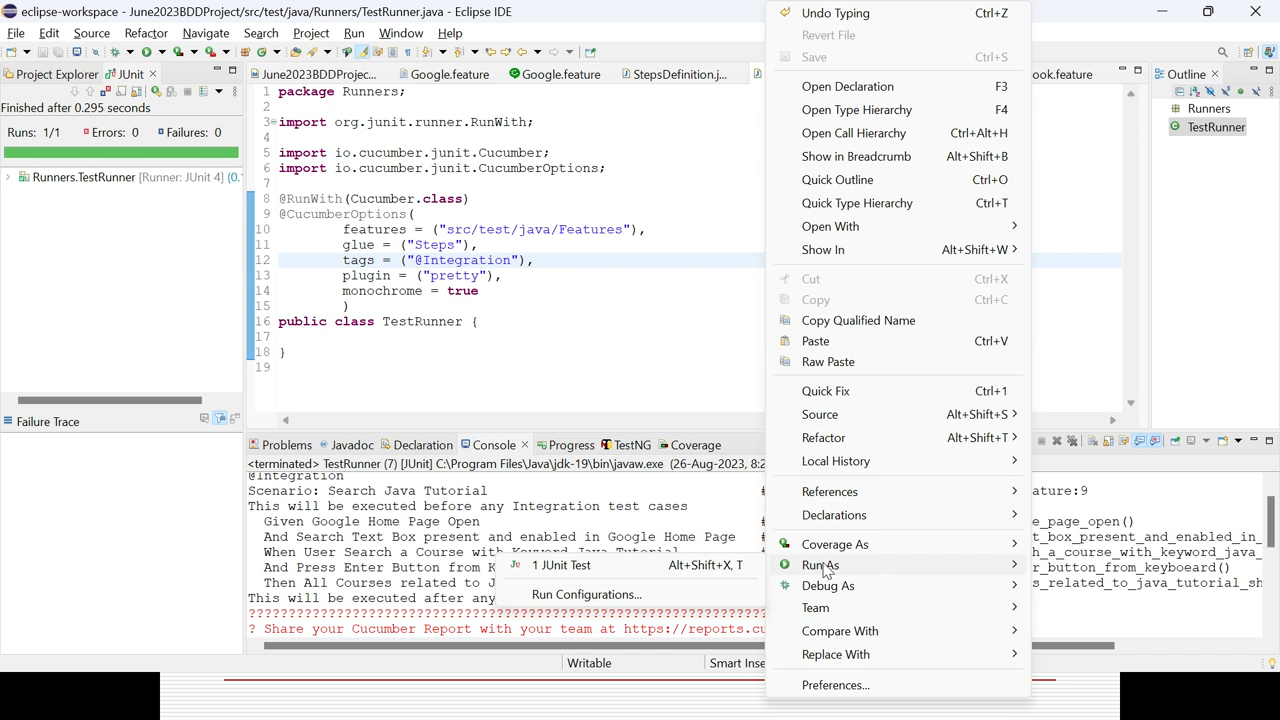 eclipse-workspace - June2023BDDProject/src/test/java/Runners/TestRunner.java - Eclipse IDE
File Edit Source Refactor Navigate Search Project Run Window Help
Project Explorer JUnit
Finished after 0.295 seconds
Runs: 1/1 Errors: 0 Failures: 0
Runners.TestRunner [Runner: JUnit 4] (0.
Failure Trace
June2023BDDProjec... Google.feature Google.feature StepsDefinition.j... ook.feature
1 package Runners;
2
3 import org.junit.runner.RunWith;
4
5 import io.cucumber.junit.Cucumber;
6 import io.cucumber.junit.CucumberOptions;
7
8 @RunWith(Cucumber.class)
9 @CucumberOptions(
10 features = ("src/test/java/Features"),
11 glue = ("Steps"),
12 tags = ("@Integration"),
13 plugin = ("pretty"),
14 monochrome = true
15 )
16 public class TestRunner {
17
18 }
19
Outline
Runners
TestRunner
Undo Typing Ctrl+Z
Revert File
Save Ctrl+S
Open Declaration F3
Open Type Hierarchy F4
Open Call Hierarchy Ctrl+Alt+H
Show in Breadcrumb Alt+Shift+B
Quick Outline Ctrl+O
Quick Type Hierarchy Ctrl+T
Open With
Show In Alt+Shift+W
Cut Ctrl+X
Copy Ctrl+C
Copy Qualified Name
Paste Ctrl+V
Raw Paste
Quick Fix Ctrl+1
Source Alt+Shift+S
Refactor Alt+Shift+T
Local History
References
Declarations
Coverage As
Run As
Debug As
Team
Compare With
Replace With
Preferences...
1 JUnit Test Alt+Shift+X, T
Run Configurations...
Problems Javadoc Declaration Console Progress TestNG Coverage
<terminated> TestRunner (7) [JUnit] C:\Program Files\Java\jdk-19\bin\javaw.exe (26-Aug-2023, 8:2
@Integration
Scenario: Search Java Tutorial # ature:9
This will be executed before any Integration test cases
Given Google Home Page Open e_page_open()
And Search Text Box present and enabled in Google Home Page # t_box_present_and_enabled_in_
When User Search a Course with Keyword Java Tutorial h_a_course_with_keyword_java_
And Press Enter Button from K r_button_from_keyboeard()
Then All Courses related to J s_related_to_java_tutorial_sh
This will be executed after any
? Share your Cucumber Report with your team at https://reports.cu
Writable Smart Inse